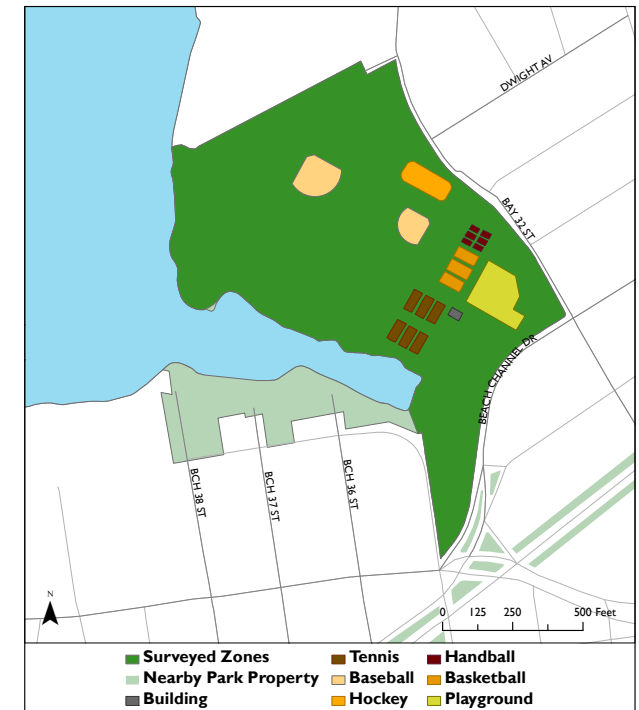 DWIGHT AV
BAY 32 ST
BEACH CHANNEL DR
BCH 38 ST
BCH 37 ST
BCH 36 ST
N
0 125 250 500 Feet
Surveyed Zones Tennis Handball
Nearby Park Property Baseball Basketball
Building Hockey Playground